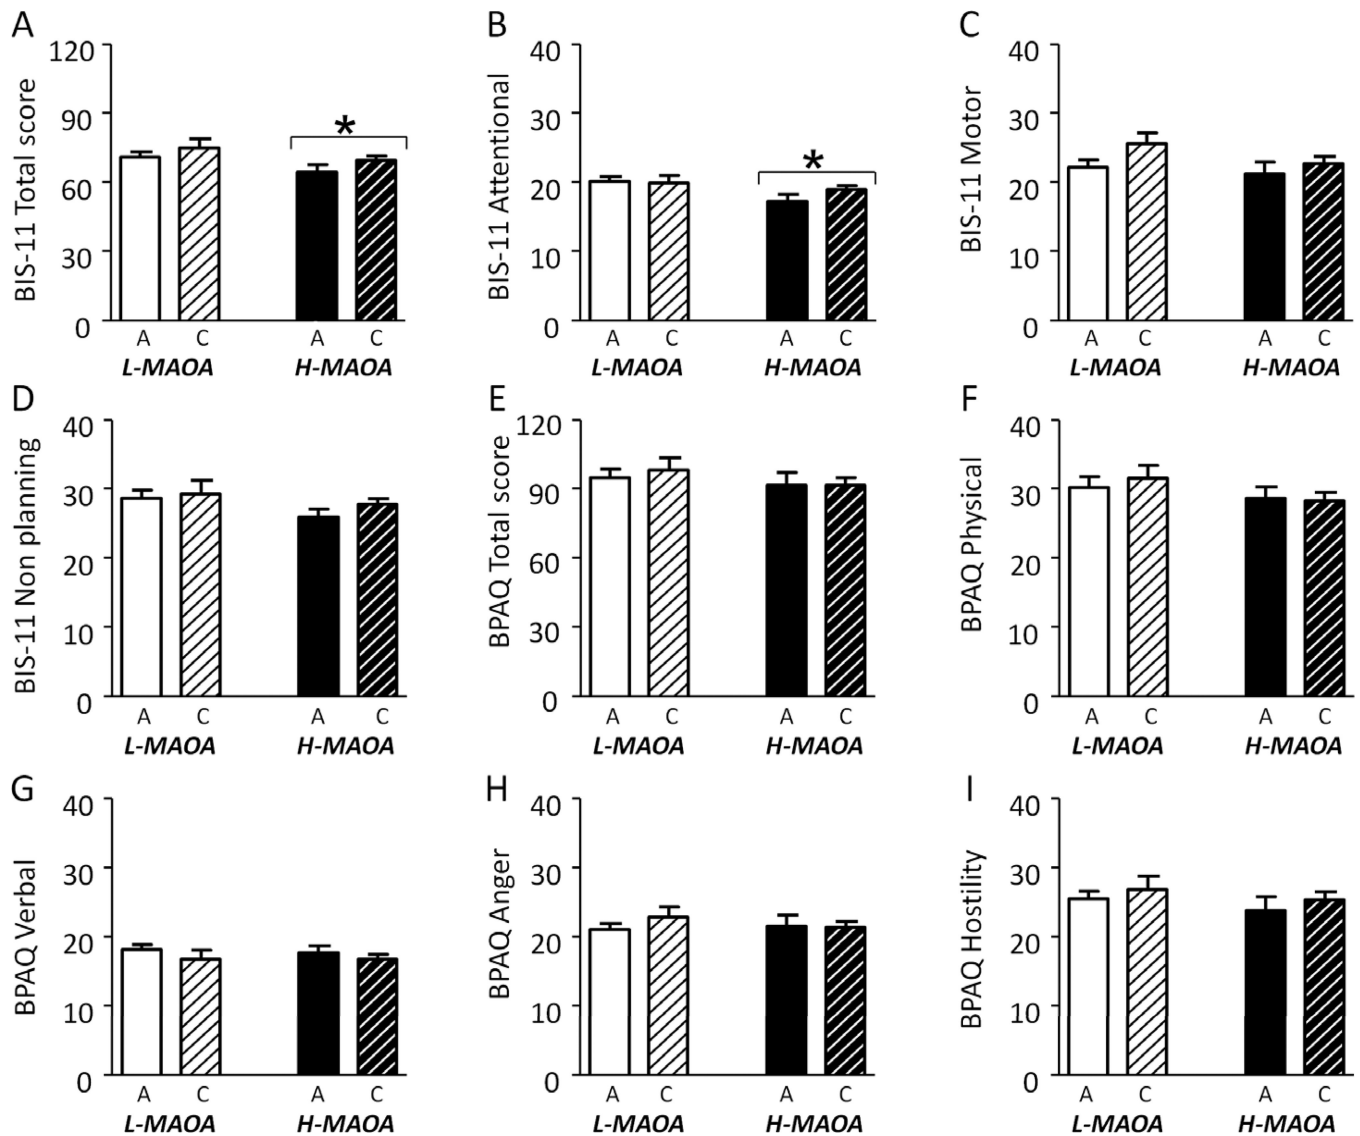 A
BIS-11 Total score
120
90
60
30
0
*
A C A C
L-MAOA H-MAOA
B
BIS-11 Attentional
40
30
20
10
0
*
A C A C
L-MAOA H-MAOA
C
BIS-11 Motor
40
30
20
10
0
A C A C
L-MAOA H-MAOA
D
BIS-11 Non planning
40
30
20
10
0
A C A C
L-MAOA H-MAOA
E
BPAQ Total score
120
90
60
30
0
A C A C
L-MAOA H-MAOA
F
BPAQ Physical
40
30
20
10
0
A C A C
L-MAOA H-MAOA
G
BPAQ Verbal
40
30
20
10
0
A C A C
L-MAOA H-MAOA
H
BPAQ Anger
40
30
20
10
0
A C A C
L-MAOA H-MAOA
I
BPAQ Hostility
40
30
20
10
0
A C A C
L-MAOA H-MAOA